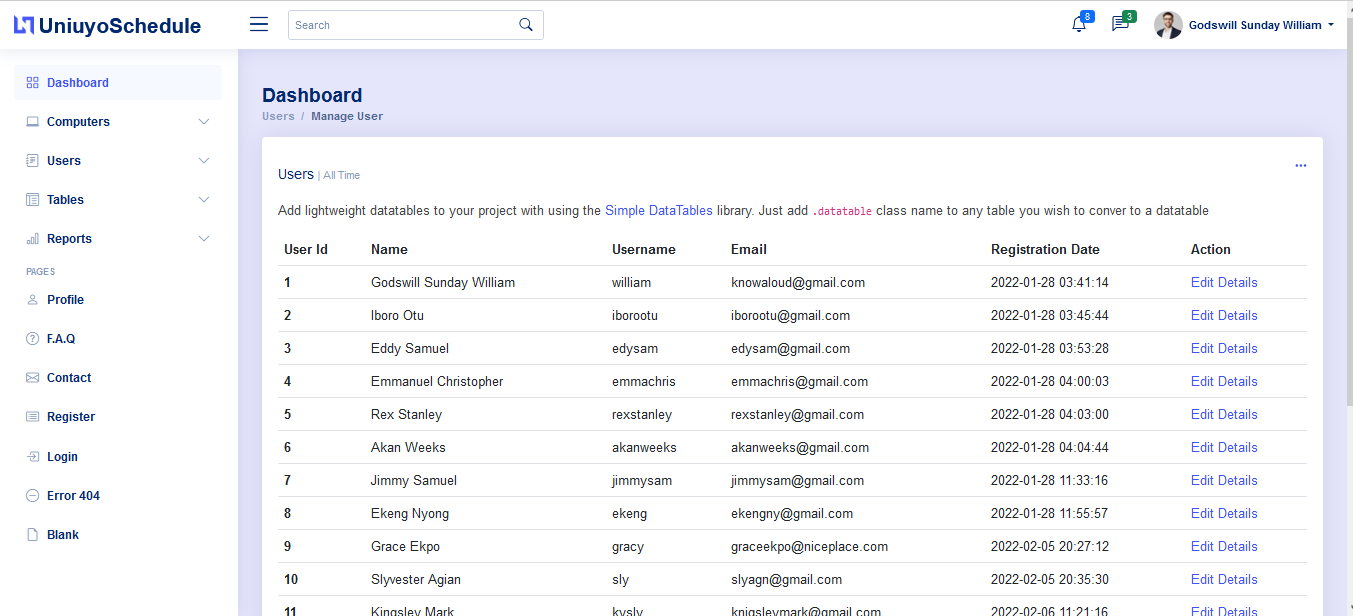 UniuyoSchedule
Search
8
3
Godswill Sunday William
Dashboard
Computers
Users
Tables
Reports
PAGES
Profile
F.A.Q
Contact
Register
Login
Error 404
Blank
Dashboard
Users / Manage User
Users | All Time
Add lightweight datatables to your project with using the Simple DataTables library. Just add .datatable class name to any table you wish to conver to a datatable
User Id Name Username Email Registration Date Action
1 Godswill Sunday William william knowaloud@gmail.com 2022-01-28 03:41:14 Edit Details
2 Iboro Otu iborootu iborootu@gmail.com 2022-01-28 03:45:44 Edit Details
3 Eddy Samuel edysam edysam@gmail.com 2022-01-28 03:53:28 Edit Details
4 Emmanuel Christopher emmachris emmachris@gmail.com 2022-01-28 04:00:03 Edit Details
5 Rex Stanley rexstanley rexstanley@gmail.com 2022-01-28 04:03:00 Edit Details
6 Akan Weeks akanweeks akanweeks@gmail.com 2022-01-28 04:04:44 Edit Details
7 Jimmy Samuel jimmysam jimmysam@gmail.com 2022-01-28 11:33:16 Edit Details
8 Ekeng Nyong ekeng ekengny@gmail.com 2022-01-28 11:55:57 Edit Details
9 Grace Ekpo gracy graceekpo@niceplace.com 2022-02-05 20:27:12 Edit Details
10 Slyvester Agian sly slyagn@gmail.com 2022-02-05 20:35:30 Edit Details
11 Kingsley Mark kysly knigsleymark@gmail.com 2022-02-06 11:21:16 Edit Details